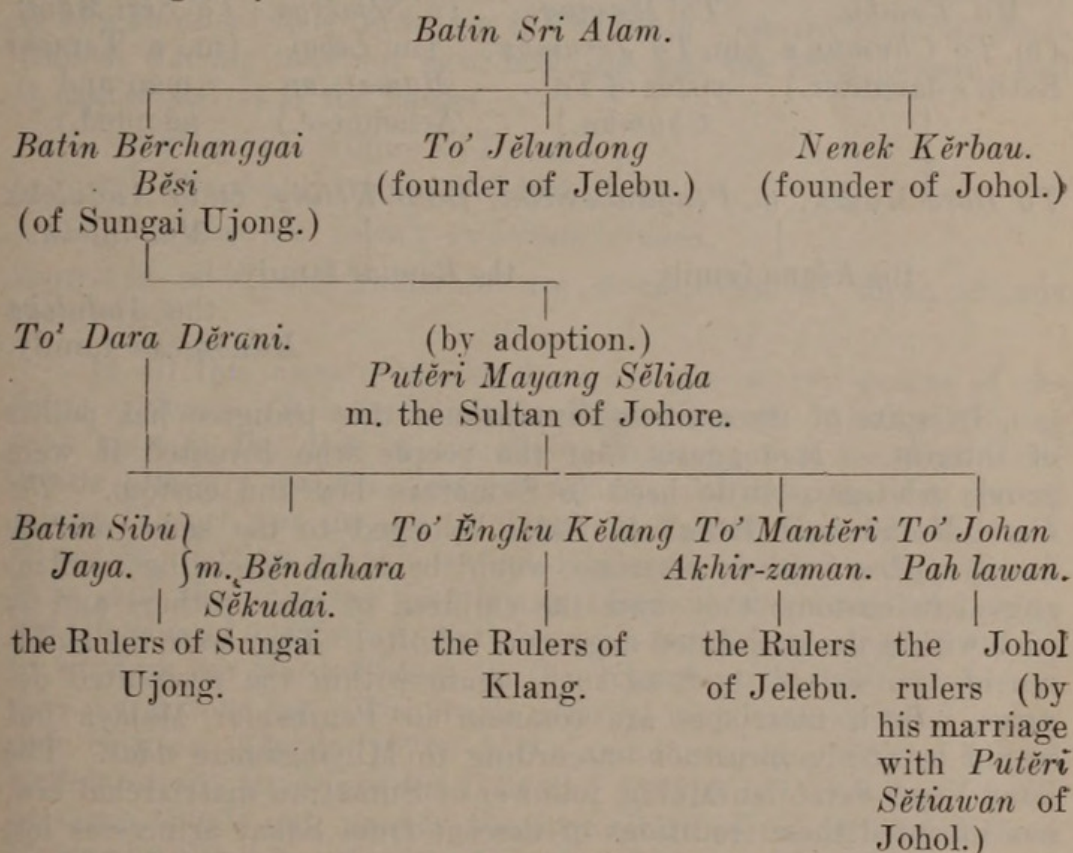 Batin Sri Alam.
Batin Bĕrchanggai To' Jĕlundong Nenek Kĕrbau.
Bĕsi (founder of Jelebu.) (founder of Johol.)
(of Sungai Ujong.)
To' Dara Dĕrani. (by adoption.)
Putĕri Mayang Sĕlida
m. the Sultan of Johore.
Batin Sibu) To' Ĕngku Kĕlang To' Mantĕri To' Johan
Jaya. ʃm. Bĕndahara Akhir-zaman. Pah lawan.
Sĕkudai.
the Rulers of Sungai the Rulers of the Rulers the Johol
Ujong. Klang. of Jelebu. rulers (by
his marriage
with Putĕri
Sĕtiawan of
Johol.)